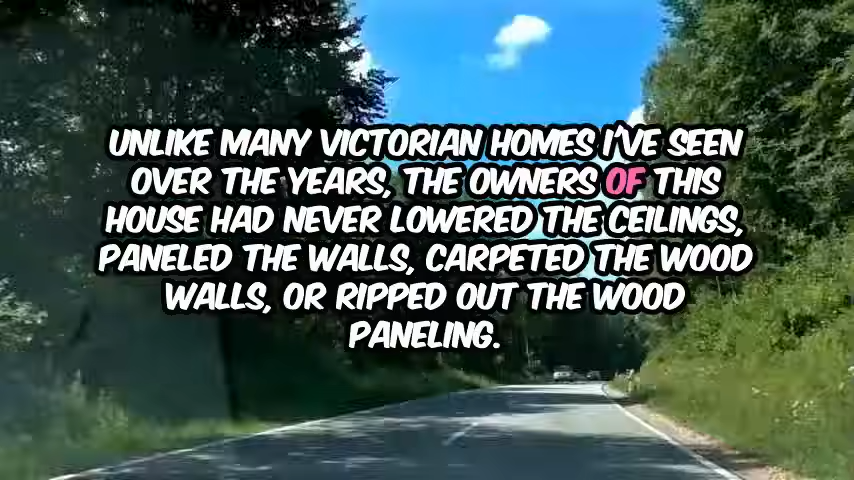 UNLIKE MANY VICTORIAN HOMES I'VE SEEN
OVER THE YEARS, THE OWNERS OF THIS
HOUSE HAD NEVER LOWERED THE CEILINGS,
PANELED THE WALLS, CARPETED THE WOOD
WALLS, OR RIPPED OUT THE WOOD
PANELING.